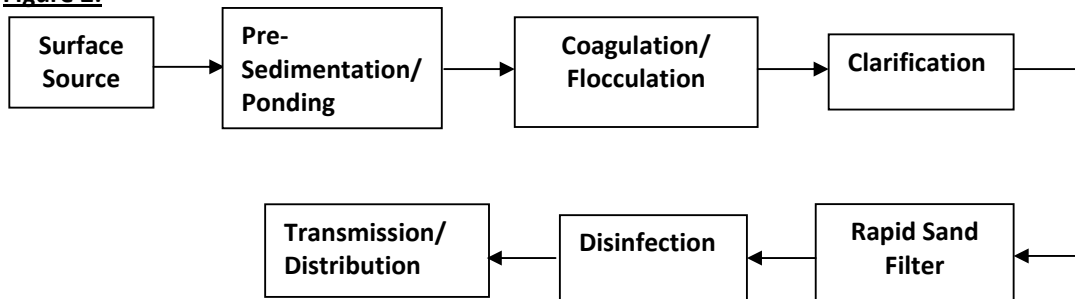 Surface
Source
Pre-
Sedimentation/
Ponding
Coagulation/
Flocculation
Clarification
Rapid Sand
Filter
Disinfection
Transmission/
Distribution